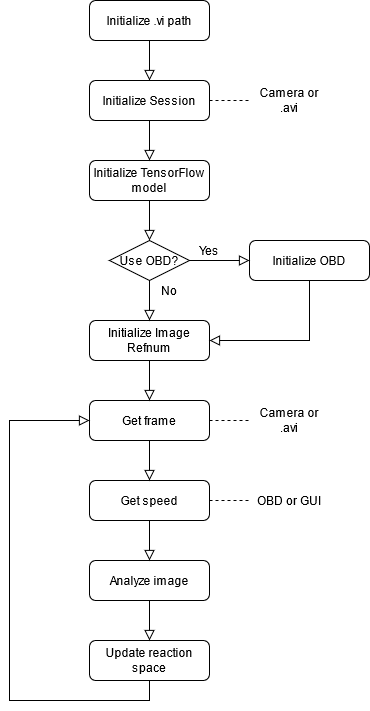 Initialize .vi path
Initialize Session
Camera or
.avi
Initialize TensorFlow
model
Use OBD?
Yes
Initialize OBD
No
Initialize Image
Refnum
Get frame
Camera or
.avi
Get speed
OBD or GUI
Analyze image
Update reaction
space